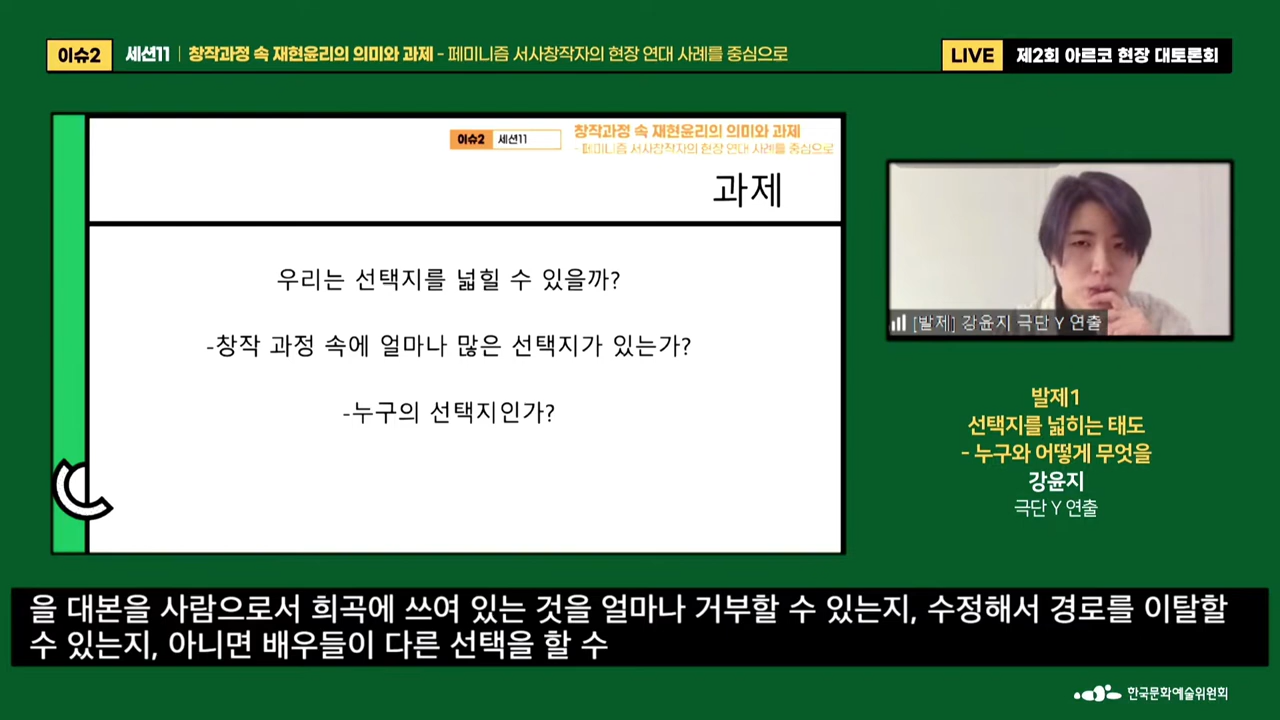 이슈2 세션11 | 창작과정 속 재현윤리의 의미와 과제 - 페미니즘 서사창작자의 현장 연대 사례를 중심으로
LIVE 제2회 아르코 현장 대토론회
이슈2 세션11
창작과정 속 재현윤리의 의미와 과제
- 페미니즘 서사창작자의 현장 연대 사례를 중심으로
과제
우리는 선택지를 넓힐 수 있을까?
-창작 과정 속에 얼마나 많은 선택지가 있는가?
-누구의 선택지인가?
[발제] 강윤지 극단 Y 연출
발제1
선택지를 넓히는 태도
- 누구와 어떻게 무엇을
강윤지
극단 Y 연출
을 대본을 사람으로서 희곡에 쓰여 있는 것을 얼마나 거부할 수 있는지, 수정해서 경로를 이탈할
수 있는지, 아니면 배우들이 다른 선택을 할 수
한국문화예술위원회